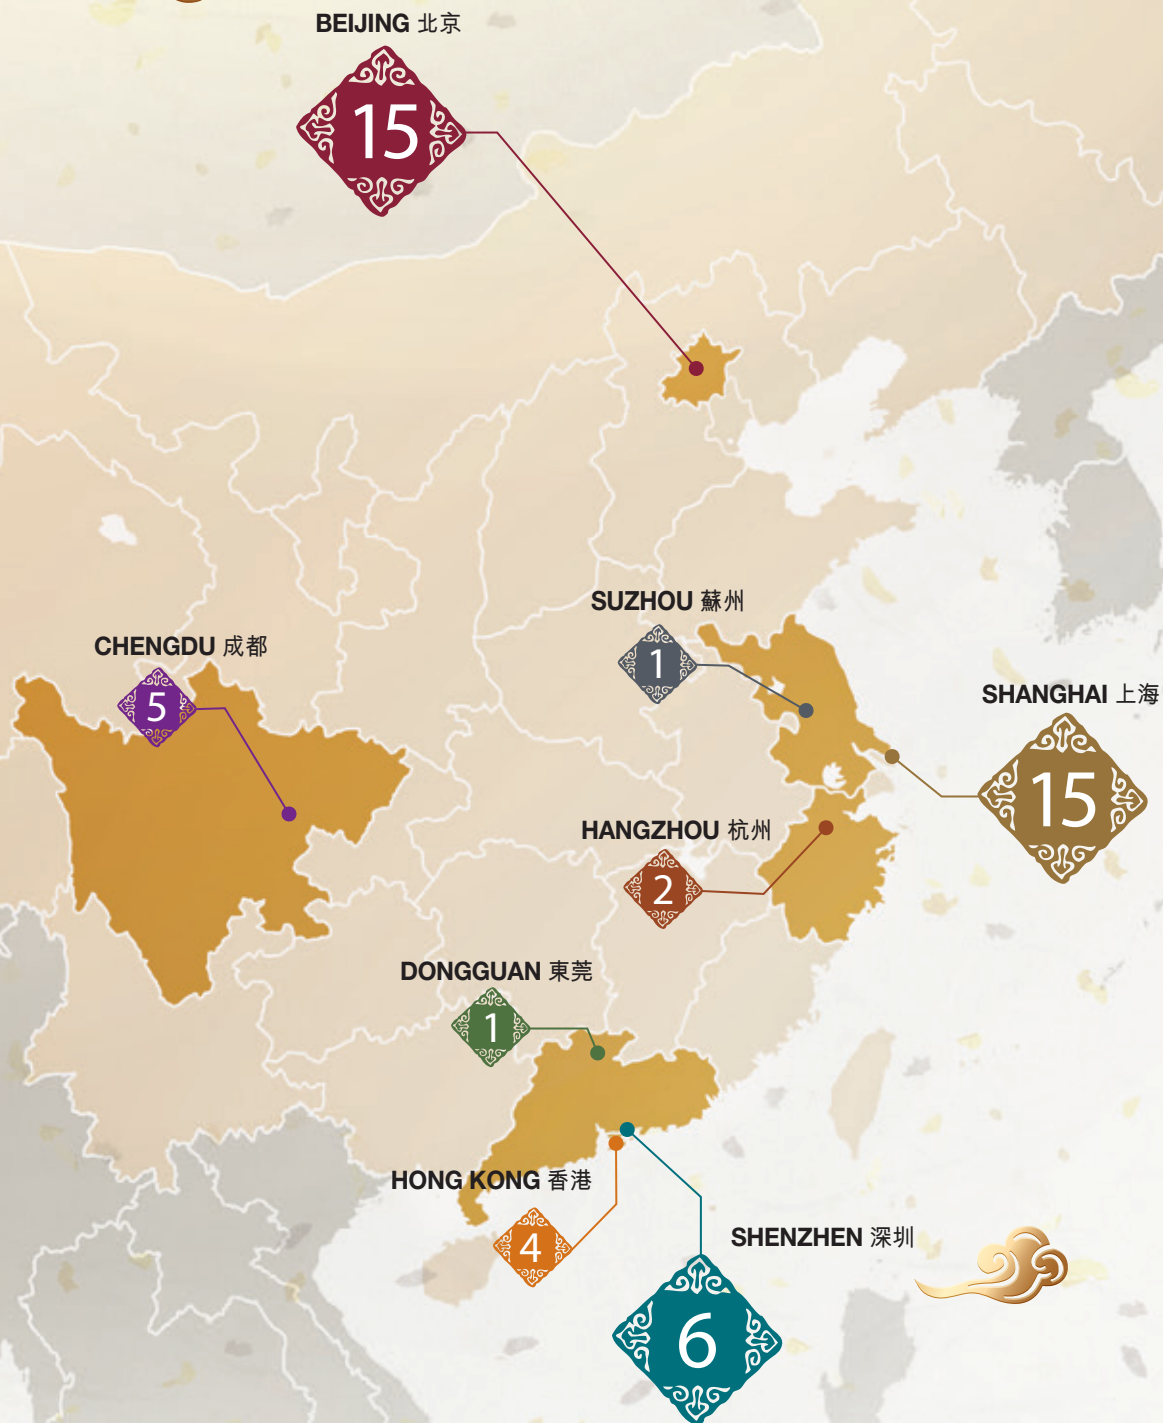 BEIJING 北京
15
SUZHOU 蘇州
1
CHENGDU 成都
5
SHANGHAI 上海
15
HANGZHOU 杭州
2
DONGGUAN 東莞
1
HONG KONG 香港
4
SHENZHEN 深圳
6